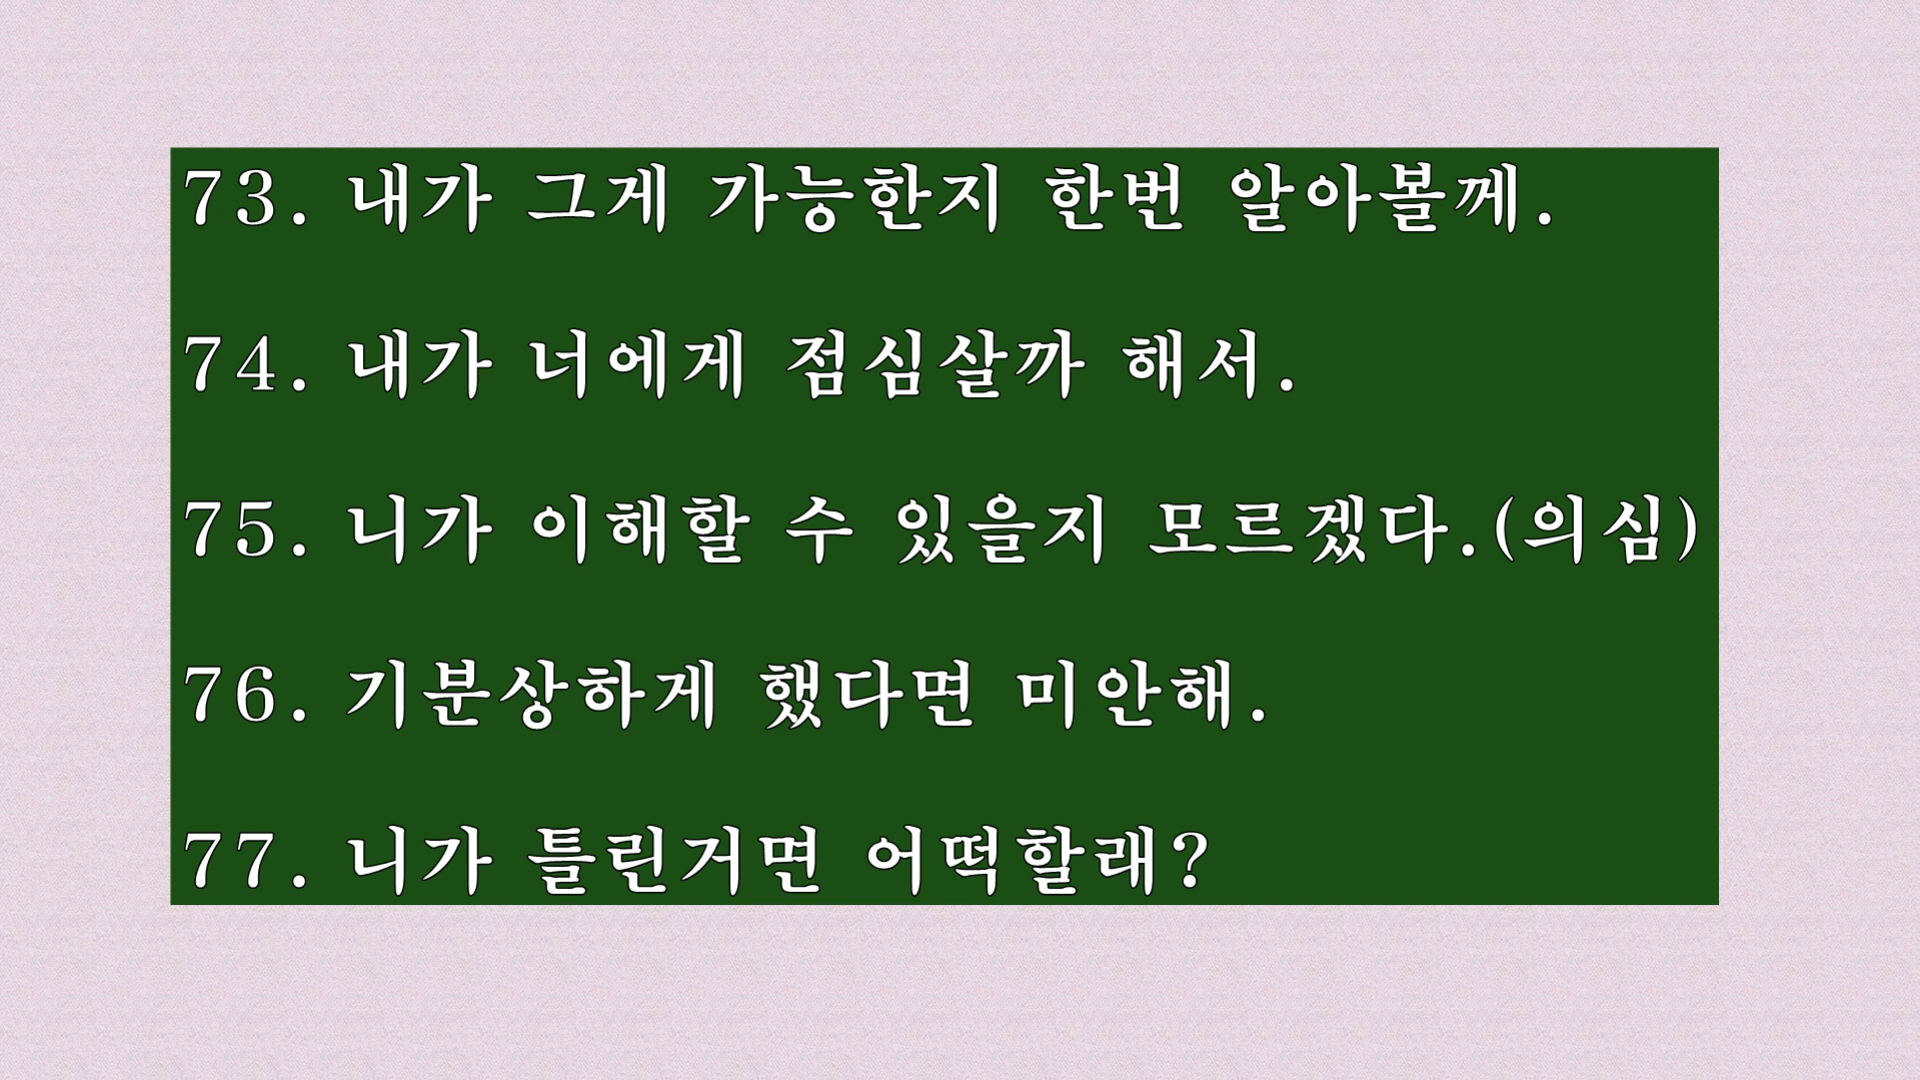 73. 내가 그게 가능한지 한번 알아볼께.
74. 내가 너에게 점심살까 해서.
75. 니가 이해할 수 있을지 모르겠다.(의심)
76. 기분상하게 했다면 미안해.
77. 니가 틀린거면 어떡할래?